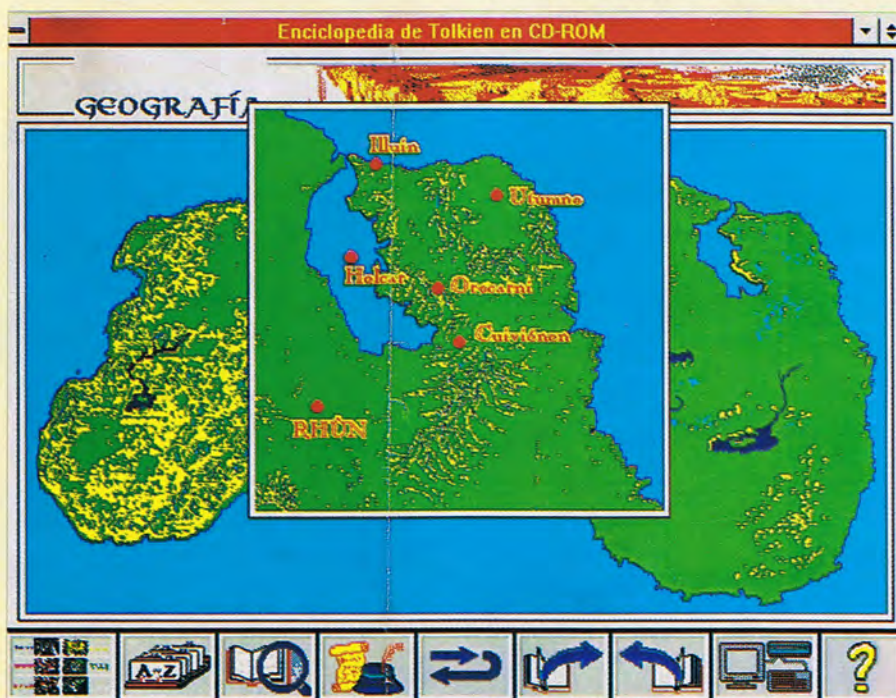 Enciclopedia de Tolkien en CD-ROM
GEOGRAFÍA
Illuin
Utumno
Helcar
Orocarni
Cuiviénen
RHÛN
A-Z
?